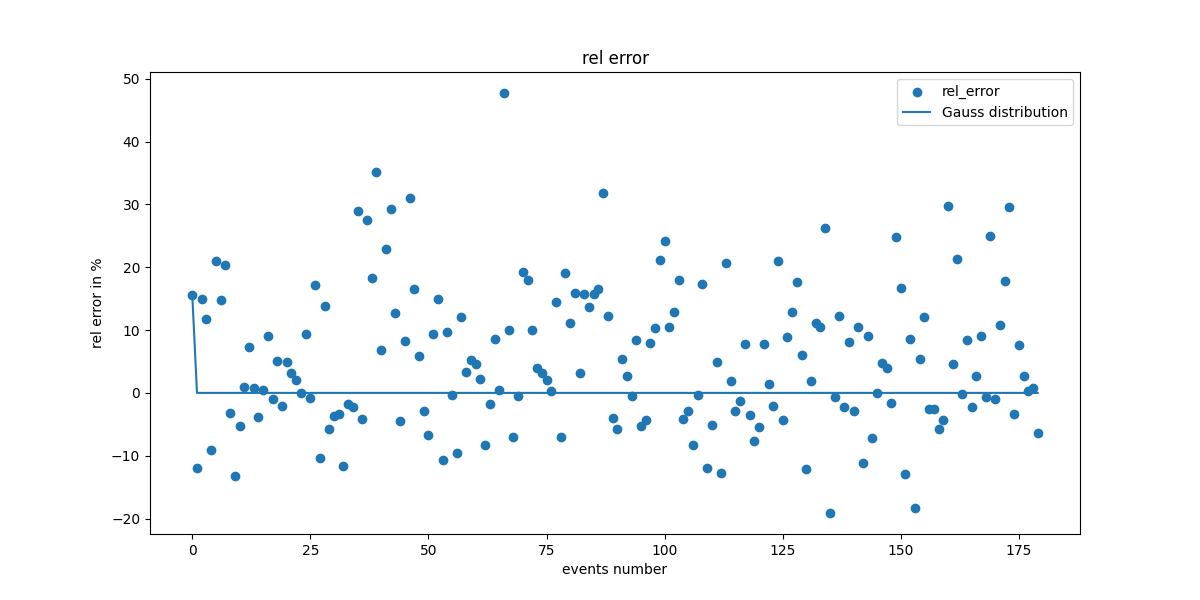 rel error
50
40
30
20
10
0
−10
−20
rel error in %
rel_error
Gauss distribution
0 25 50 75 100 125 150 175
events number